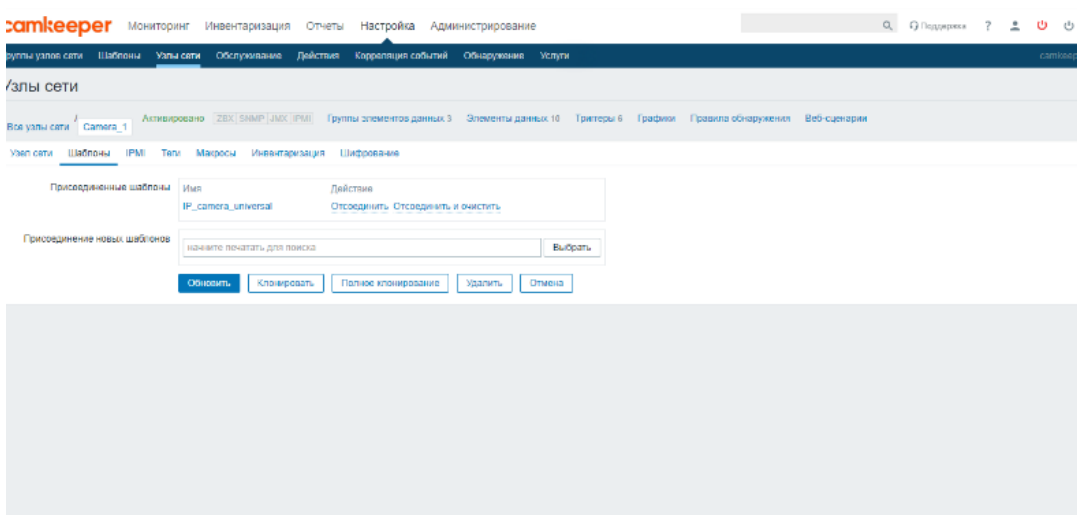 camkeeper Мониторинг Инвентаризация Отчеты Настройка Администрирование Поддержка ?
руппы узлов сети Шаблоны Узлы сети Обслуживание Действия Корреляция событий Обнаружение Услуги camkeep
Узлы сети
Все узлы сети / Camera_1 Активировано ZBX SNMP JMX IPMI Группы элементов данных 3 Элементы данных 10 Триггеры 6 Графики Правила обнаружения Веб-сценарии
Узел сети Шаблоны IPMI Теги Макросы Инвентаризация Шифрование
Присоединенные шаблоны Имя Действие
IP_camera_universal Отсоединить Отсоединить и очистить
Присоединение новых шаблонов начните печатать для поиска Выбрать
Обновить Клонировать Полное клонирование Удалить Отмена